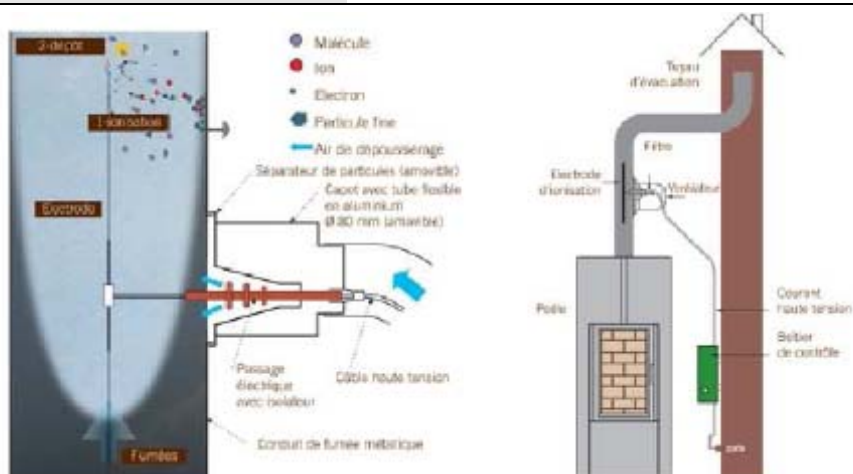 2-dépôt
1-ionisation
Electrode
Fumées
Molécule
Ion
Electron
Particule fine
Air de dépoussiérage
Séparateur de particules (amovible)
Capot avec tube flexible
en aluminium
Ø 80 mm (amovible)
Passage
électrique
avec isolateur
Câble haute tension
Conduit de fumée métallique
Tuyau
d'évacuation
Filtre
Electrode
d'ionisation
Ventilateur
Poêle
Courant
haute tension
Boîtier
de contrôle